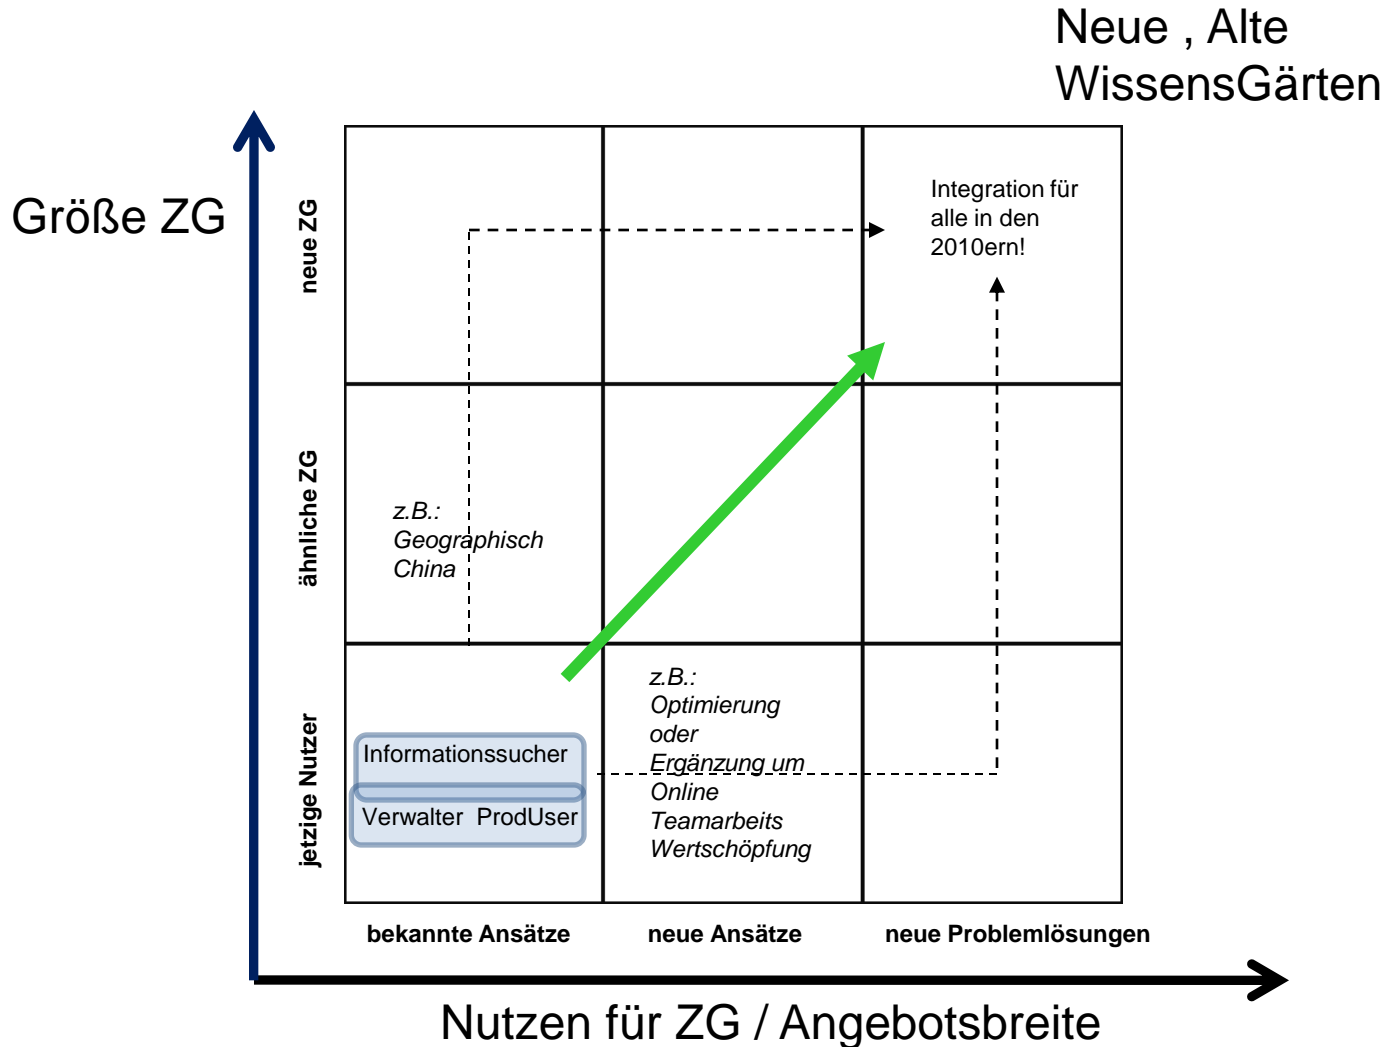 Neue , Alte
WissensGärten
Größe ZG
neue ZG
Integration für
alle in den
2010ern!
ähnliche ZG
z.B.:
Geographisch
China
jetzige Nutzer
Informationssucher
Verwalter ProdUser
z.B.:
Optimierung
oder
Ergänzung um
Online
Teamarbeits
Wertschöpfung
bekannte Ansätze
neue Ansätze
neue Problemlösungen
Nutzen für ZG / Angebotsbreite